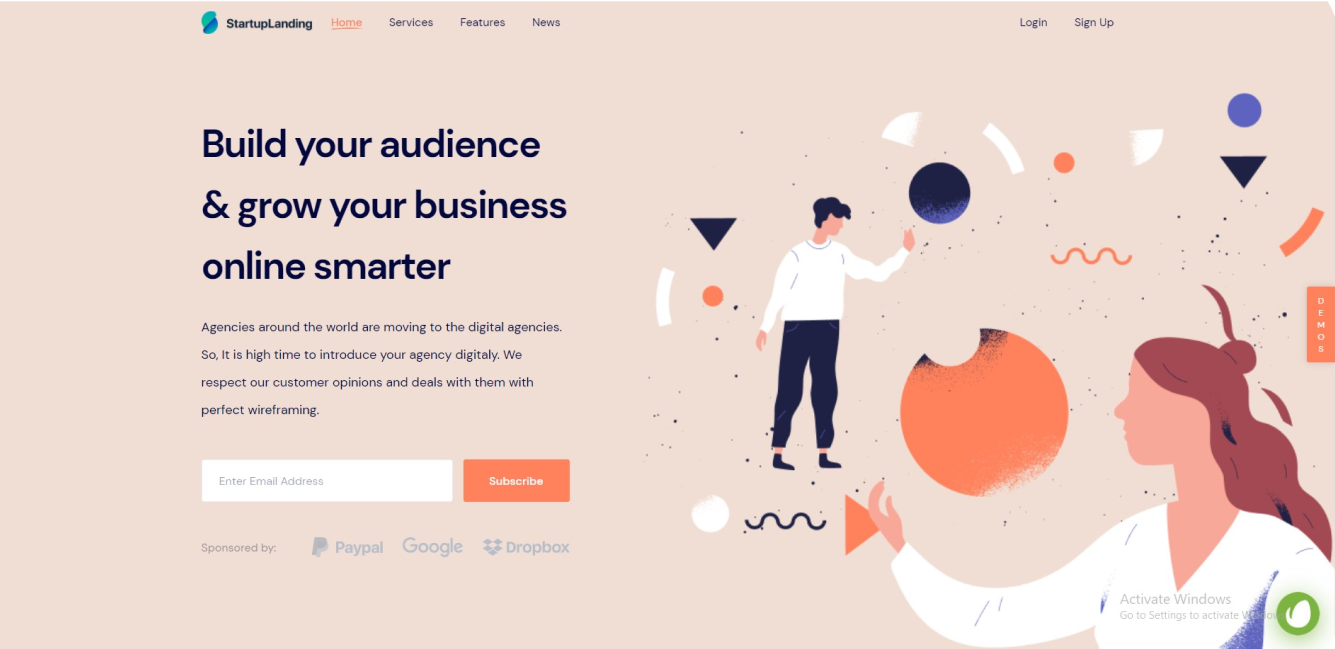 StartupLanding
Home
Services
Features
News
Login
Sign Up
Build your audience
& grow your business
online smarter
Agencies around the world are moving to the digital agencies.
So, It is high time to introduce your agency digitaly. We
respect our customer opinions and deals with them with
perfect wireframing.
Enter Email Address
Subscribe
Sponsored by:
Paypal
Google
Dropbox
DEMOS
Activate Windows
Go to Settings to activate